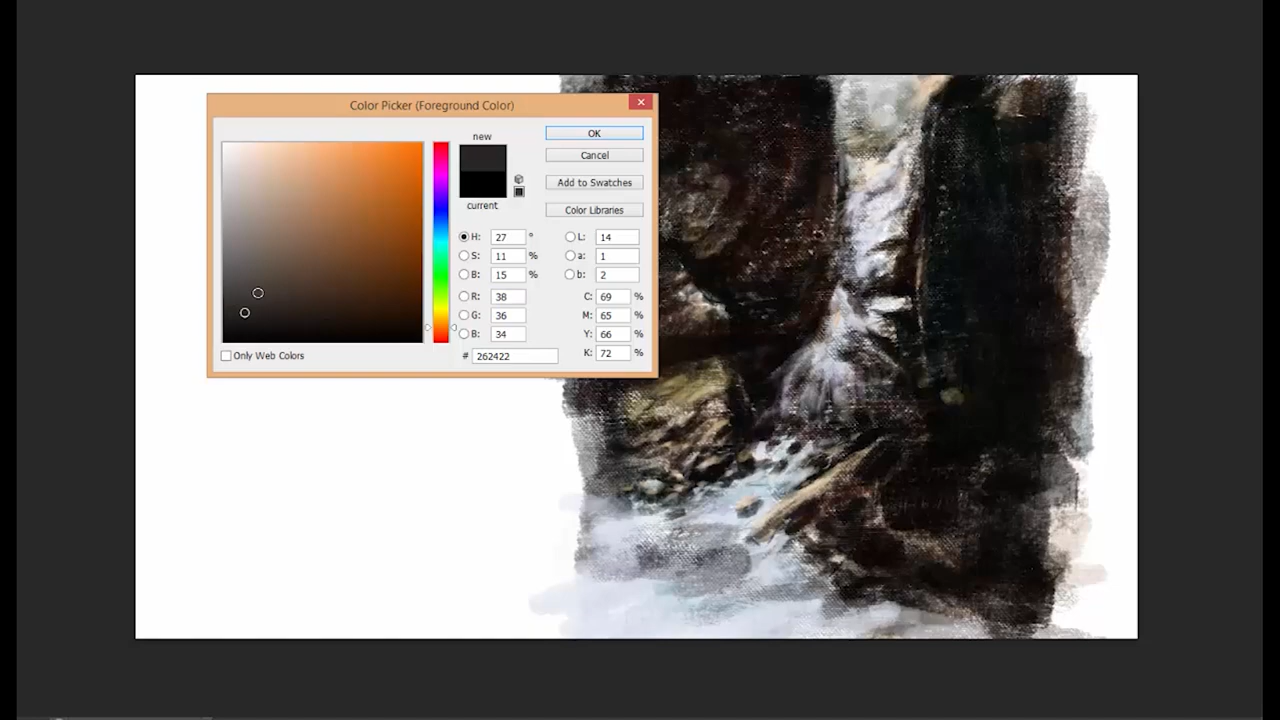 Color Picker (Foreground Color)
new
OK
Cancel
Add to Swatches
current
Color Libraries
H: 27 ° L: 14
S: 11 % a: 1
B: 15 % b: 2
R: 38 C: 69 %
G: 36 M: 65 %
B: 34 Y: 66 %
# 262422 K: 72 %
Only Web Colors